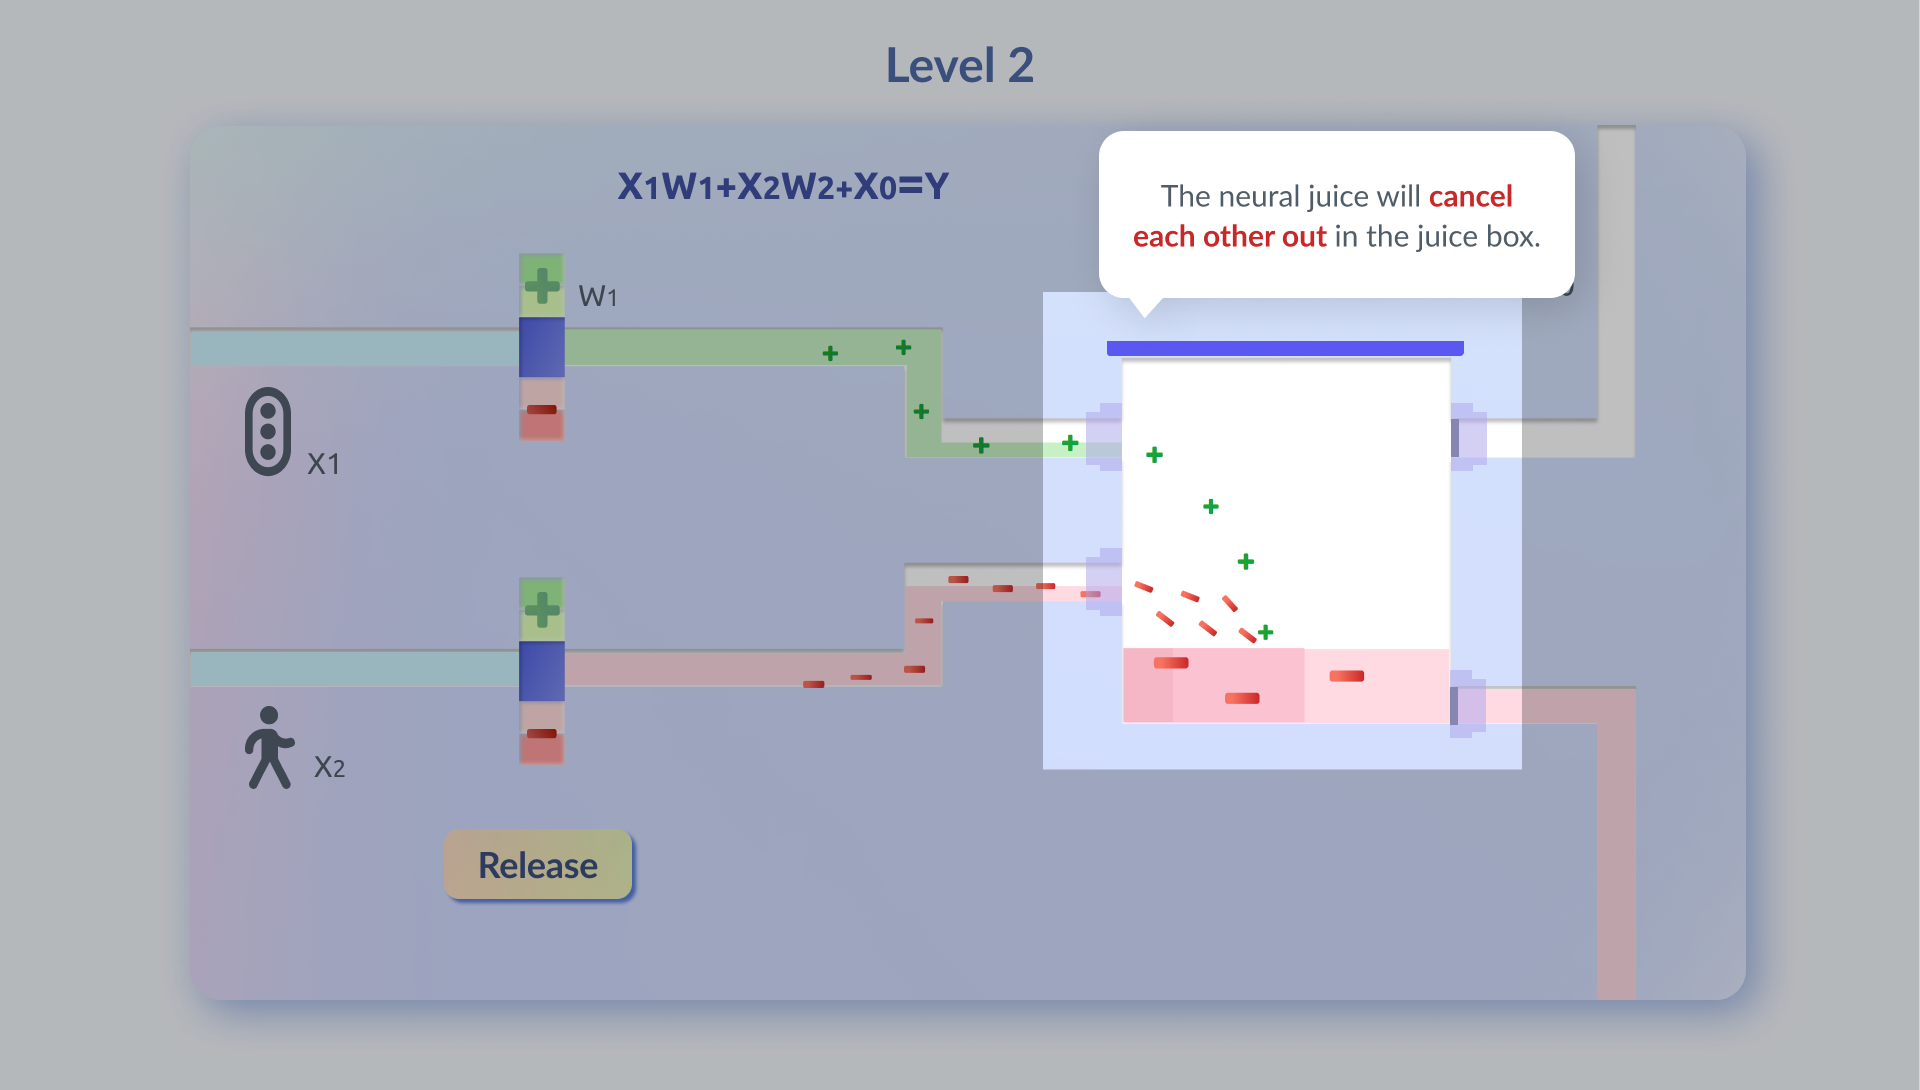 Level 2
X1W1+X2W2+X0=Y
The neural juice will cancel
each other out in the juice box.
W1
X1
X2
Release